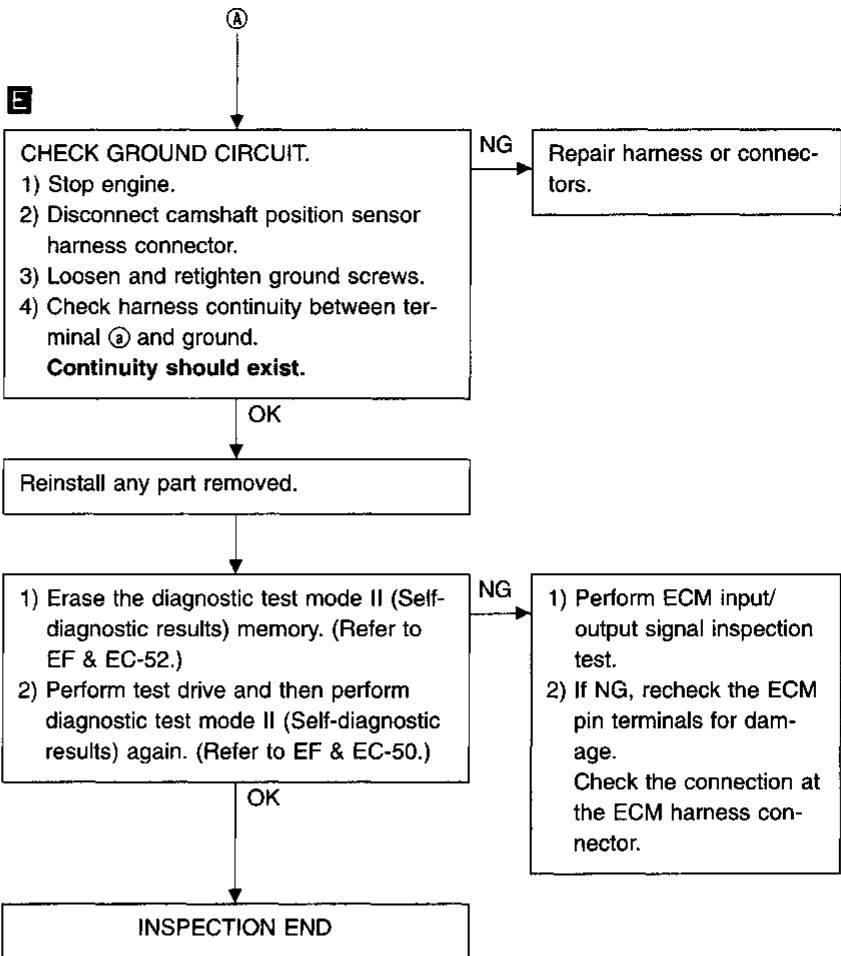 Ⓐ
E
CHECK GROUND CIRCUIT.
1) Stop engine.
2) Disconnect camshaft position sensor
harness connector.
3) Loosen and retighten ground screws.
4) Check harness continuity between ter-
minal ⓐ and ground.
Continuity should exist.
NG
Repair harness or connec-
tors.
OK
Reinstall any part removed.
1) Erase the diagnostic test mode II (Self-
diagnostic results) memory. (Refer to
EF & EC-52.)
2) Perform test drive and then perform
diagnostic test mode II (Self-diagnostic
results) again. (Refer to EF & EC-50.)
NG
1) Perform ECM input/
output signal inspection
test.
2) If NG, recheck the ECM
pin terminals for dam-
age.
Check the connection at
the ECM harness con-
nector.
OK
INSPECTION END